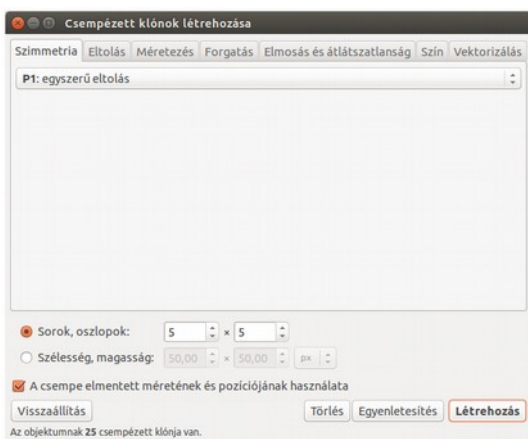 Csempézett klónok létrehozása
Szimmetria Eltolás Méretezés Forgatás Elmosás és átlátszatlanság Szín Vektorizálás
P1: egyszerű eltolás
Sorok, oszlopok: 5 × 5
Szélesség, magasság: 50,00 × 50,00 px
A csempe elmentett méretének és pozíciójának használata
Visszaállítás Törlés Egyenletesítés Létrehozás
Az objektumnak 25 csempézett klónja van.